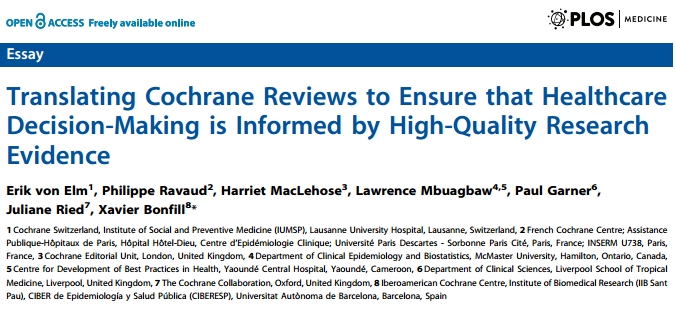 OPEN ACCESS Freely available online
PLOS | MEDICINE
Essay
Translating Cochrane Reviews to Ensure that Healthcare
Decision-Making is Informed by High-Quality Research
Evidence
Erik von Elm1, Philippe Ravaud2, Harriet MacLehose3, Lawrence Mbuagbaw4,5, Paul Garner6,
Juliane Ried7, Xavier Bonfill8*
1 Cochrane Switzerland, Institute of Social and Preventive Medicine (IUMSP), Lausanne University Hospital, Lausanne, Switzerland, 2 French Cochrane Centre; Assistance
Publique-Hôpitaux de Paris, Hôpital Hôtel-Dieu, Centre d'Epidémiologie Clinique; Université Paris Descartes - Sorbonne Paris Cité, Paris, France; INSERM U738, Paris,
France, 3 Cochrane Editorial Unit, London, United Kingdom, 4 Department of Clinical Epidemiology and Biostatistics, McMaster University, Hamilton, Ontario, Canada,
5 Centre for Development of Best Practices in Health, Yaoundé Central Hospital, Yaoundé, Cameroon, 6 Department of Clinical Sciences, Liverpool School of Tropical
Medicine, Liverpool, United Kingdom, 7 The Cochrane Collaboration, Oxford, United Kingdom, 8 Iberoamerican Cochrane Centre, Institute of Biomedical Research (IIB Sant
Pau), CIBER de Epidemiología y Salud Pública (CIBERESP), Universitat Autònoma de Barcelona, Barcelona, Spain